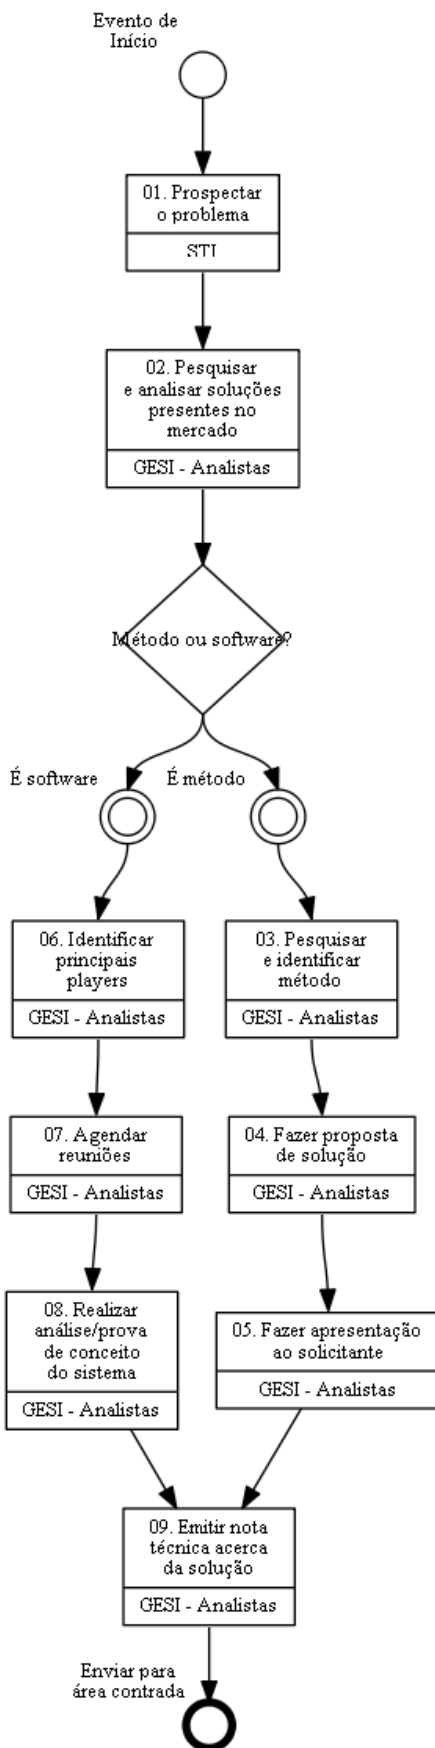 Evento de
Início
01. Prospectar
o problema
STI
02. Pesquisar
e analisar soluções
presentes no
mercado
GESI - Analistas
Método ou software?
É software
É método
06. Identificar
principais
players
GESI - Analistas
03. Pesquisar
e identificar
método
GESI - Analistas
07. Agendar
reuniões
GESI - Analistas
04. Fazer proposta
de solução
GESI - Analistas
08. Realizar
análise/prova
de conceito
do sistema
GESI - Analistas
05. Fazer apresentação
ao solicitante
GESI - Analistas
09. Emitir nota
técnica acerca
da solução
GESI - Analistas
Enviar para
área contrada